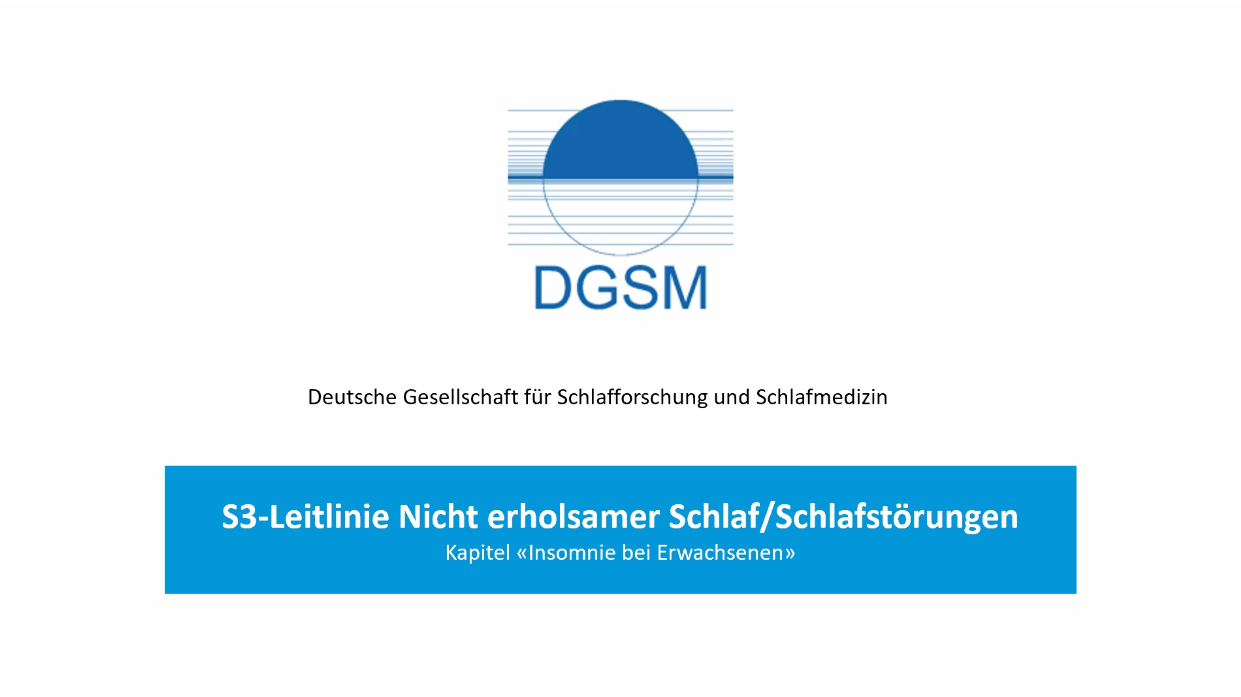 DGSM
Deutsche Gesellschaft für Schlafforschung und Schlafmedizin
S3-Leitlinie Nicht erholsamer Schlaf/Schlafstörungen
Kapitel «Insomnie bei Erwachsenen»